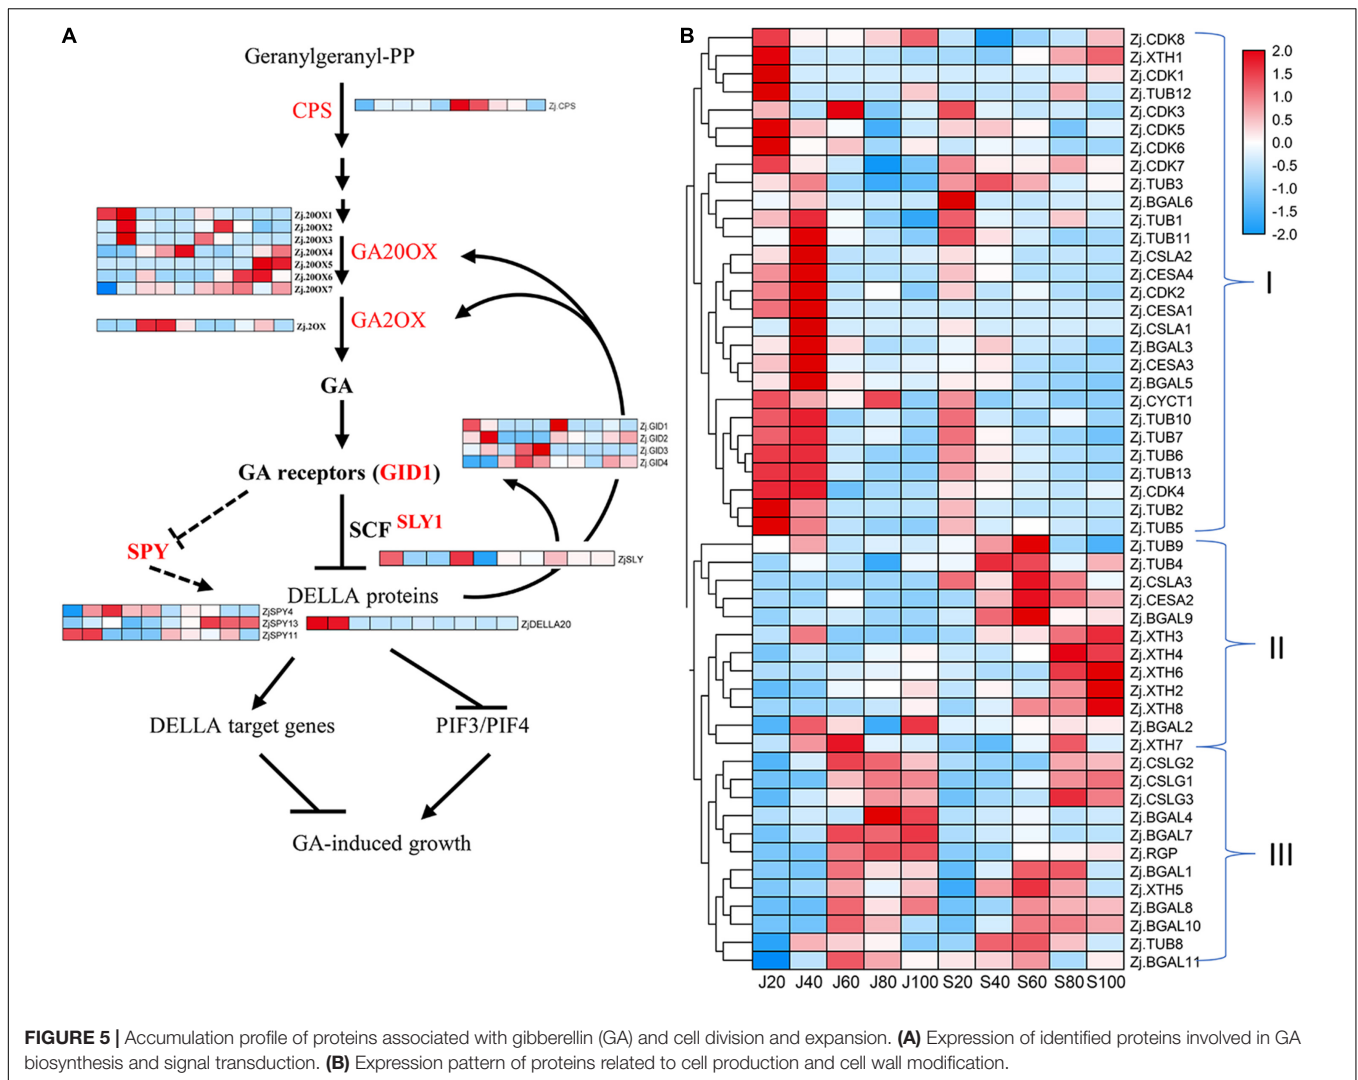 A
Geranylgeranyl-PP
CPS
Zj.CPS
Zj.20OX1
Zj.20OX2
Zj.20OX3
Zj.20OX4
Zj.20OX5
Zj.20OX6
Zj.20OX7
GA20OX
Zj.2OX
GA2OX
GA
Zj.GID1
Zj.GID2
Zj.GID3
Zj.GID4
GA receptors (GID1)
SCF SLY1
SPY
ZjSLY
DELLA proteins
ZjSPY4
ZjSPY13
ZjSPY11
ZjDELLA20
DELLA target genes
PIF3/PIF4
GA-induced growth
B
Zj.CDK8
Zj.XTH1
Zj.CDK1
Zj.TUB12
Zj.CDK3
Zj.CDK5
Zj.CDK6
Zj.CDK7
Zj.TUB3
Zj.BGAL6
Zj.TUB1
Zj.TUB11
Zj.CSLA2
Zj.CESA4
Zj.CDK2
Zj.CESA1
Zj.CSLA1
Zj.BGAL3
Zj.CESA3
Zj.BGAL5
Zj.CYCT1
Zj.TUB10
Zj.TUB7
Zj.TUB6
Zj.TUB13
Zj.CDK4
Zj.TUB2
Zj.TUB5
Zj.TUB9
Zj.TUB4
Zj.CSLA3
Zj.CESA2
Zj.BGAL9
Zj.XTH3
Zj.XTH4
Zj.XTH6
Zj.XTH2
Zj.XTH8
Zj.BGAL2
Zj.XTH7
Zj.CSLG2
Zj.CSLG1
Zj.CSLG3
Zj.BGAL4
Zj.BGAL7
Zj.RGP
Zj.BGAL1
Zj.XTH5
Zj.BGAL8
Zj.BGAL10
Zj.TUB8
Zj.BGAL11
J20 J40 J60 J80 J100 S20 S40 S60 S80 S100
I
II
III
2.0
1.5
1.0
0.5
0.0
-0.5
-1.0
-1.5
-2.0
FIGURE 5 | Accumulation profile of proteins associated with gibberellin (GA) and cell division and expansion. (A) Expression of identified proteins involved in GA
biosynthesis and signal transduction. (B) Expression pattern of proteins related to cell production and cell wall modification.